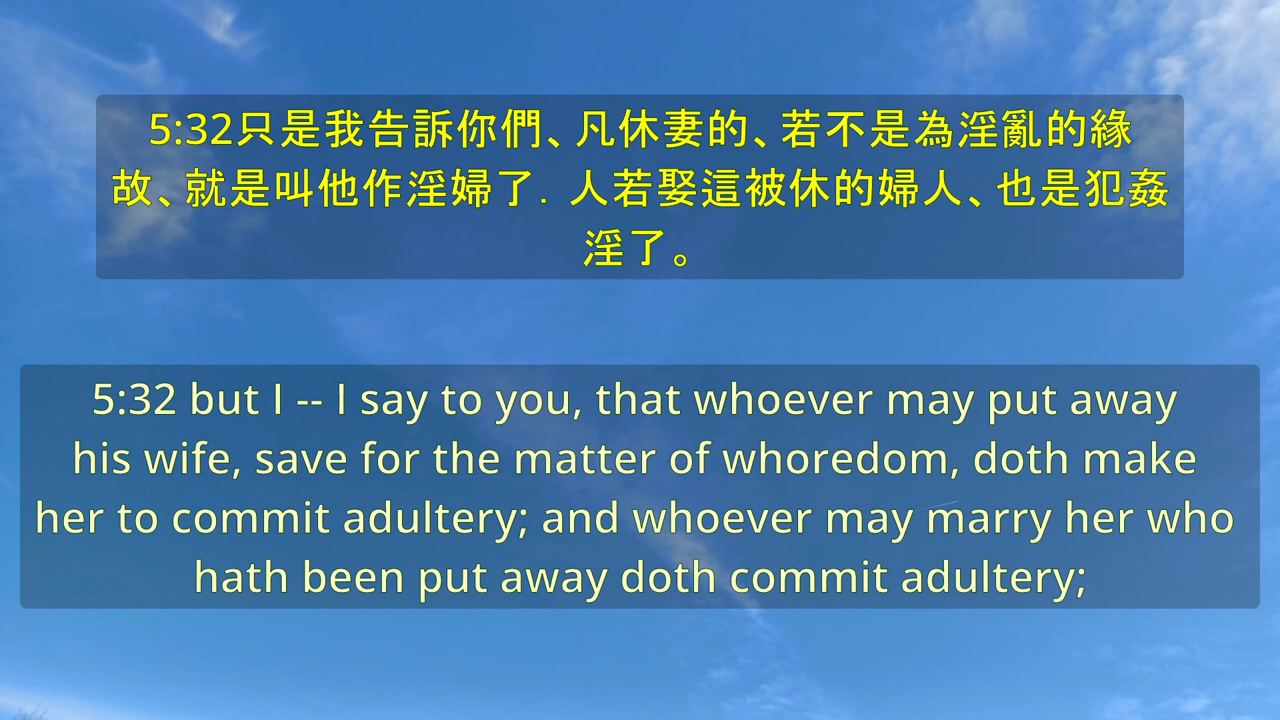 5:32只是我告訴你們、凡休妻的、若不是為淫亂的緣
故、就是叫他作淫婦了．人若娶這被休的婦人、也是犯姦
淫了。
5:32 but I -- I say to you, that whoever may put away
his wife, save for the matter of whoredom, doth make
her to commit adultery; and whoever may marry her who
hath been put away doth commit adultery;